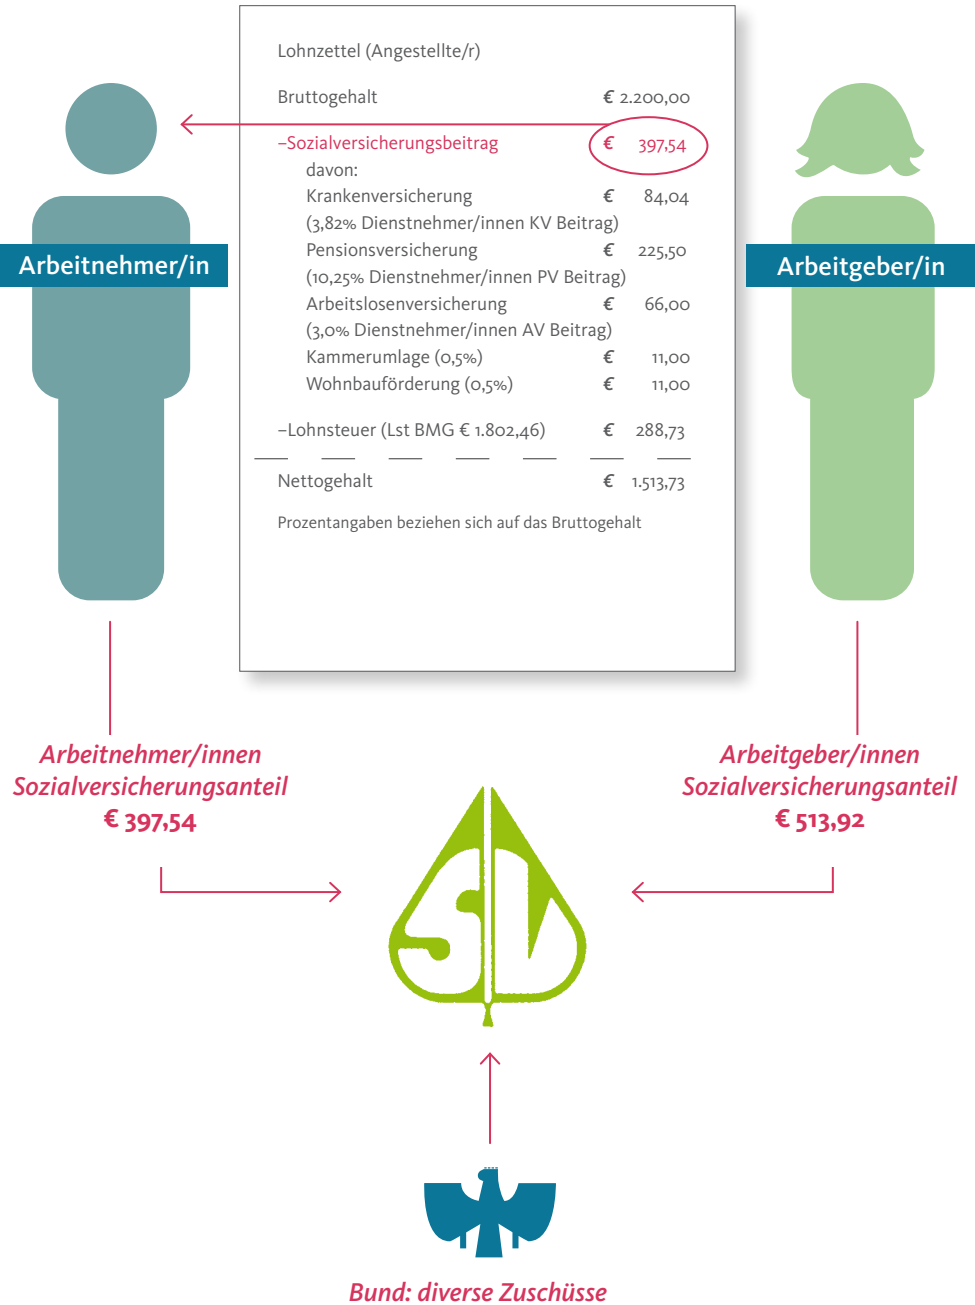 Lohnzettel (Angestellte/r)
Bruttogehalt € 2.200,00
–Sozialversicherungsbeitrag € 397,54
davon:
Krankenversicherung € 84,04
(3,82% Dienstnehmer/innen KV Beitrag)
Pensionsversicherung € 225,50
(10,25% Dienstnehmer/innen PV Beitrag)
Arbeitslosenversicherung € 66,00
(3,0% Dienstnehmer/innen AV Beitrag)
Kammerumlage (0,5%) € 11,00
Wohnbauförderung (0,5%) € 11,00
–Lohnsteuer (Lst BMG € 1.802,46) € 288,73
Nettogehalt € 1.513,73
Prozentangaben beziehen sich auf das Bruttogehalt
Arbeitnehmer/in
Arbeitgeber/in
Arbeitnehmer/innen
Sozialversicherungsanteil
€ 397,54
Arbeitgeber/innen
Sozialversicherungsanteil
€ 513,92
SV
Bund: diverse Zuschüsse